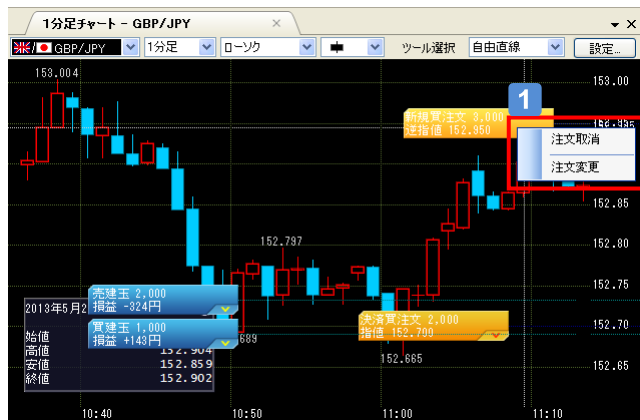 1分足チャート - GBP/JPY
GBP/JPY 1分足 ローソク ツール選択 自由直線 設定...
153.004
153.00
1
新規買注文 3,000
逆指値 152.950
注文取消
注文変更
152.85
152.797
152.80
152.75
売建玉 2,000
損益 -324円
2013年5月2
買建玉 1,000
損益 +143円
決済買注文 2,000
指値 152.700
152.70
始値
689
高値 152.904
152.665
152.65
安値 152.859
終値 152.902
10:40 10:50 11:00 11:10